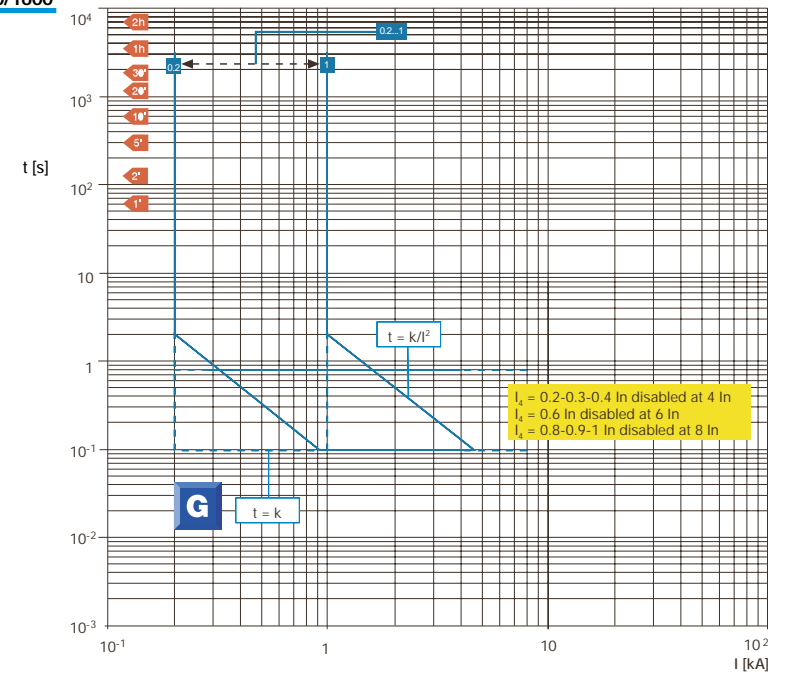 /1600
10⁴
2h
0.2...1
1h
0.2
1
30'
20'
10³
10'
5'
t [s]
2'
10²
1'
10
t = k/I²
1
I₄ = 0.2-0.3-0.4 In disabled at 4 In
I₄ = 0.6 In disabled at 6 In
I₄ = 0.8-0.9-1 In disabled at 8 In
10⁻¹
G
t = k
10⁻²
10⁻³
10⁻¹
1
10
10²
I [kA]